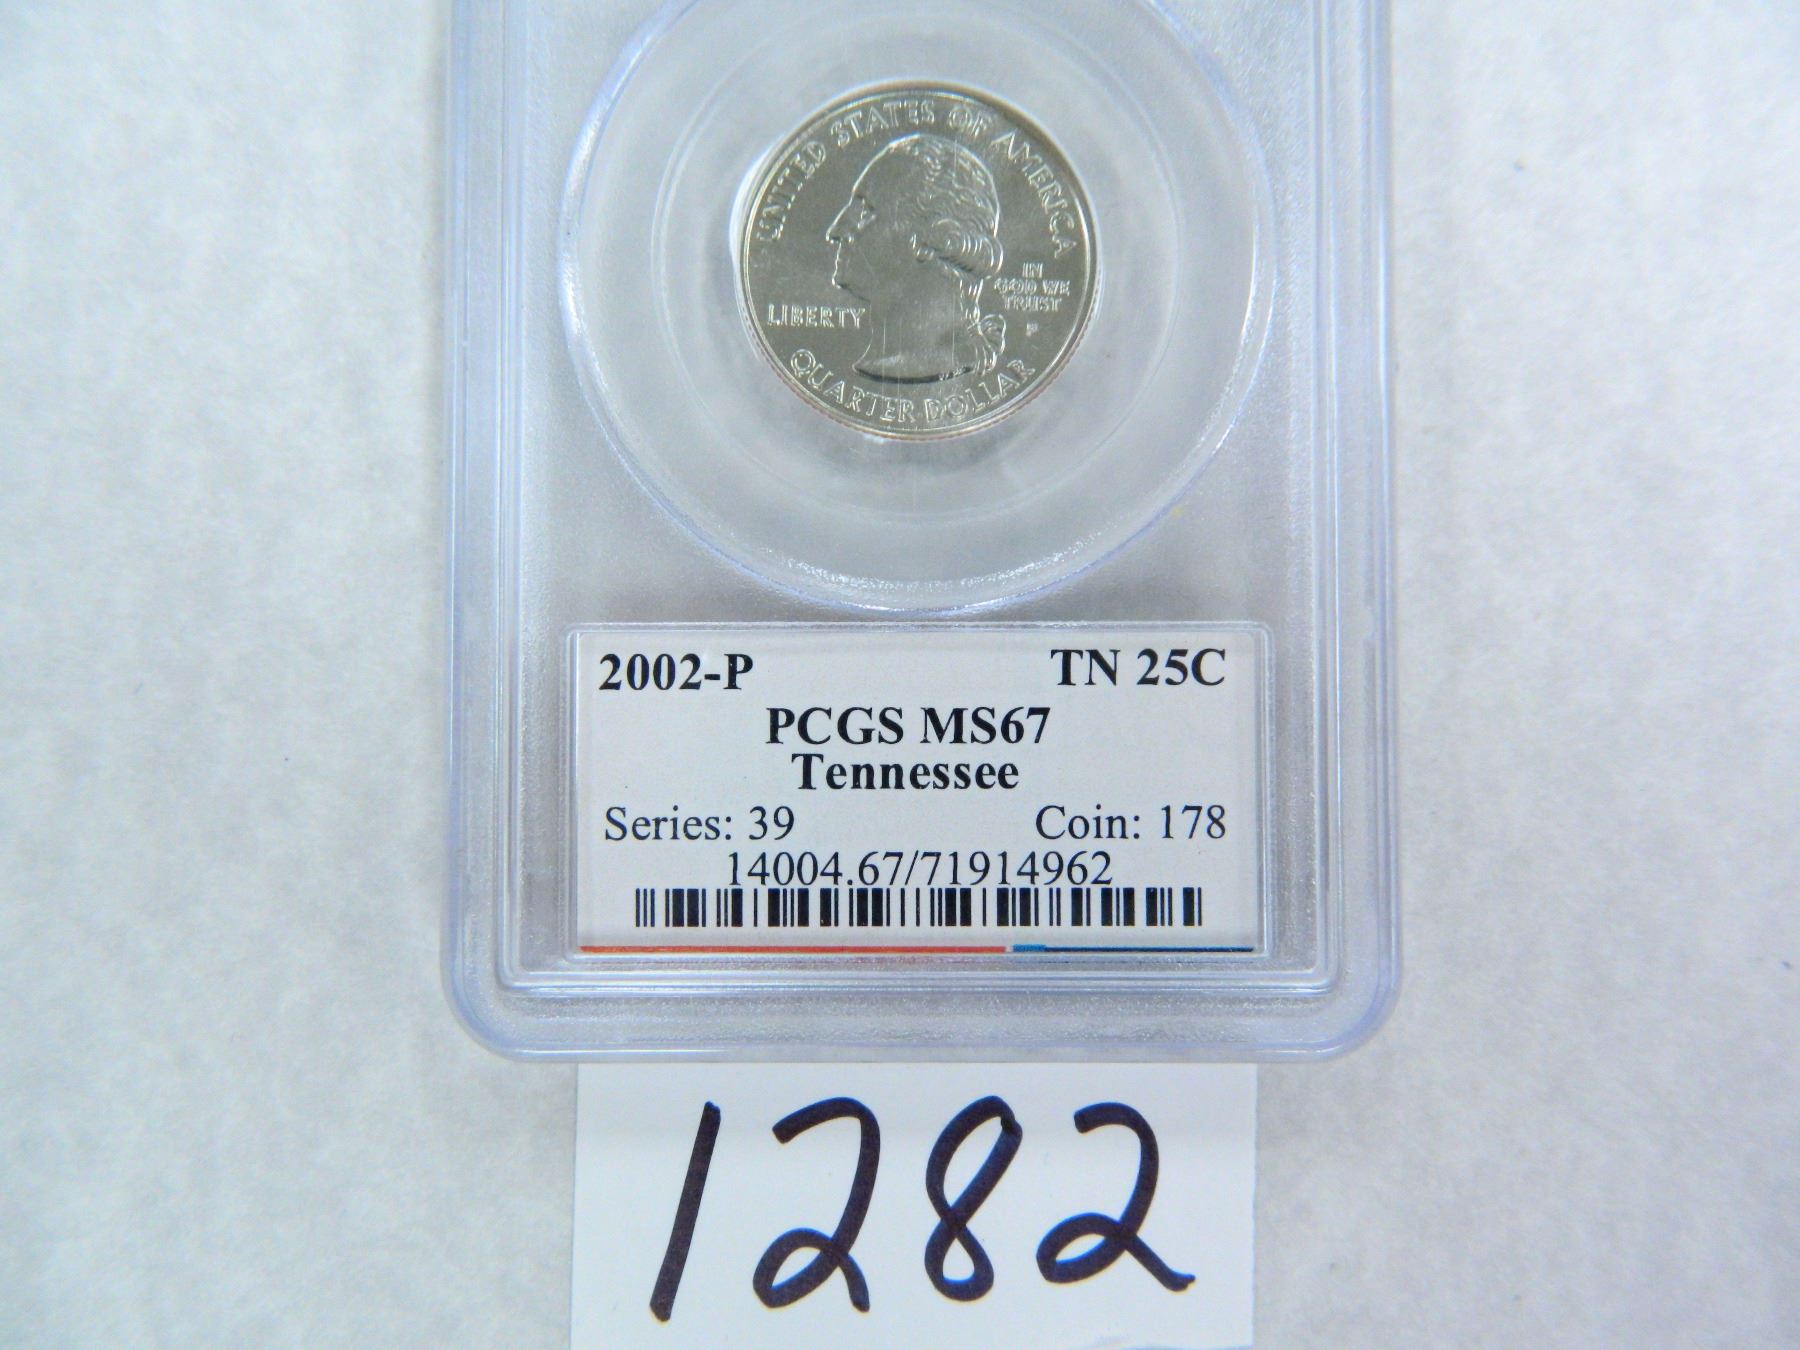 UNITED STATES OF AMERICA
IN
GOD WE
TRUST
LIBERTY
P
QUARTER DOLLAR
2002-P TN 25C
PCGS MS67
Tennessee
Series: 39 Coin: 178
14004.67/71914962
1282